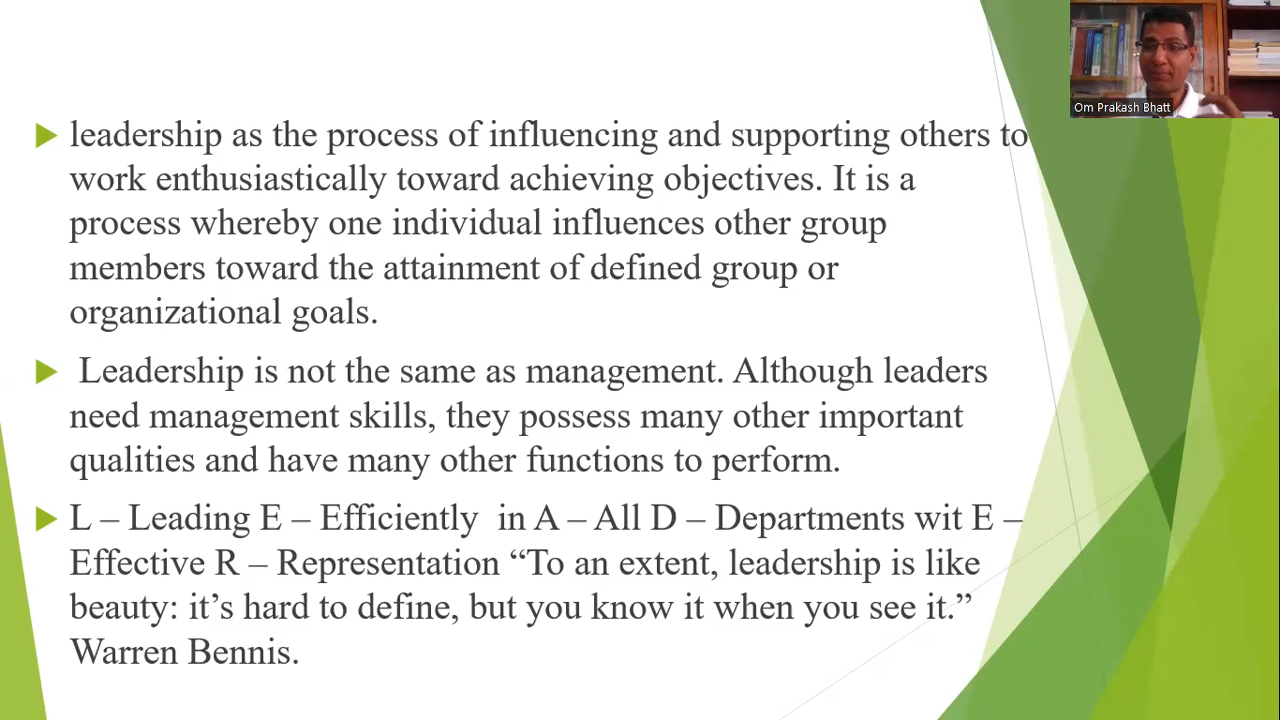 Om Prakash Bhatt
leadership as the process of influencing and supporting others to
work enthusiastically toward achieving objectives. It is a
process whereby one individual influences other group
members toward the attainment of defined group or
organizational goals.
Leadership is not the same as management. Although leaders
need management skills, they possess many other important
qualities and have many other functions to perform.
L – Leading E – Efficiently in A – All D – Departments wit E –
Effective R – Representation “To an extent, leadership is like
beauty: it’s hard to define, but you know it when you see it.”
Warren Bennis.